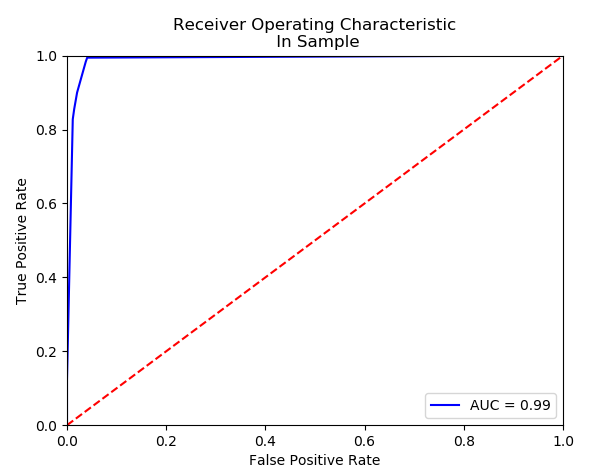 Receiver Operating Characteristic
In Sample
1.0
0.8
0.6
0.4
0.2
0.0
True Positive Rate
AUC = 0.99
0.0 0.2 0.4 0.6 0.8 1.0
False Positive Rate